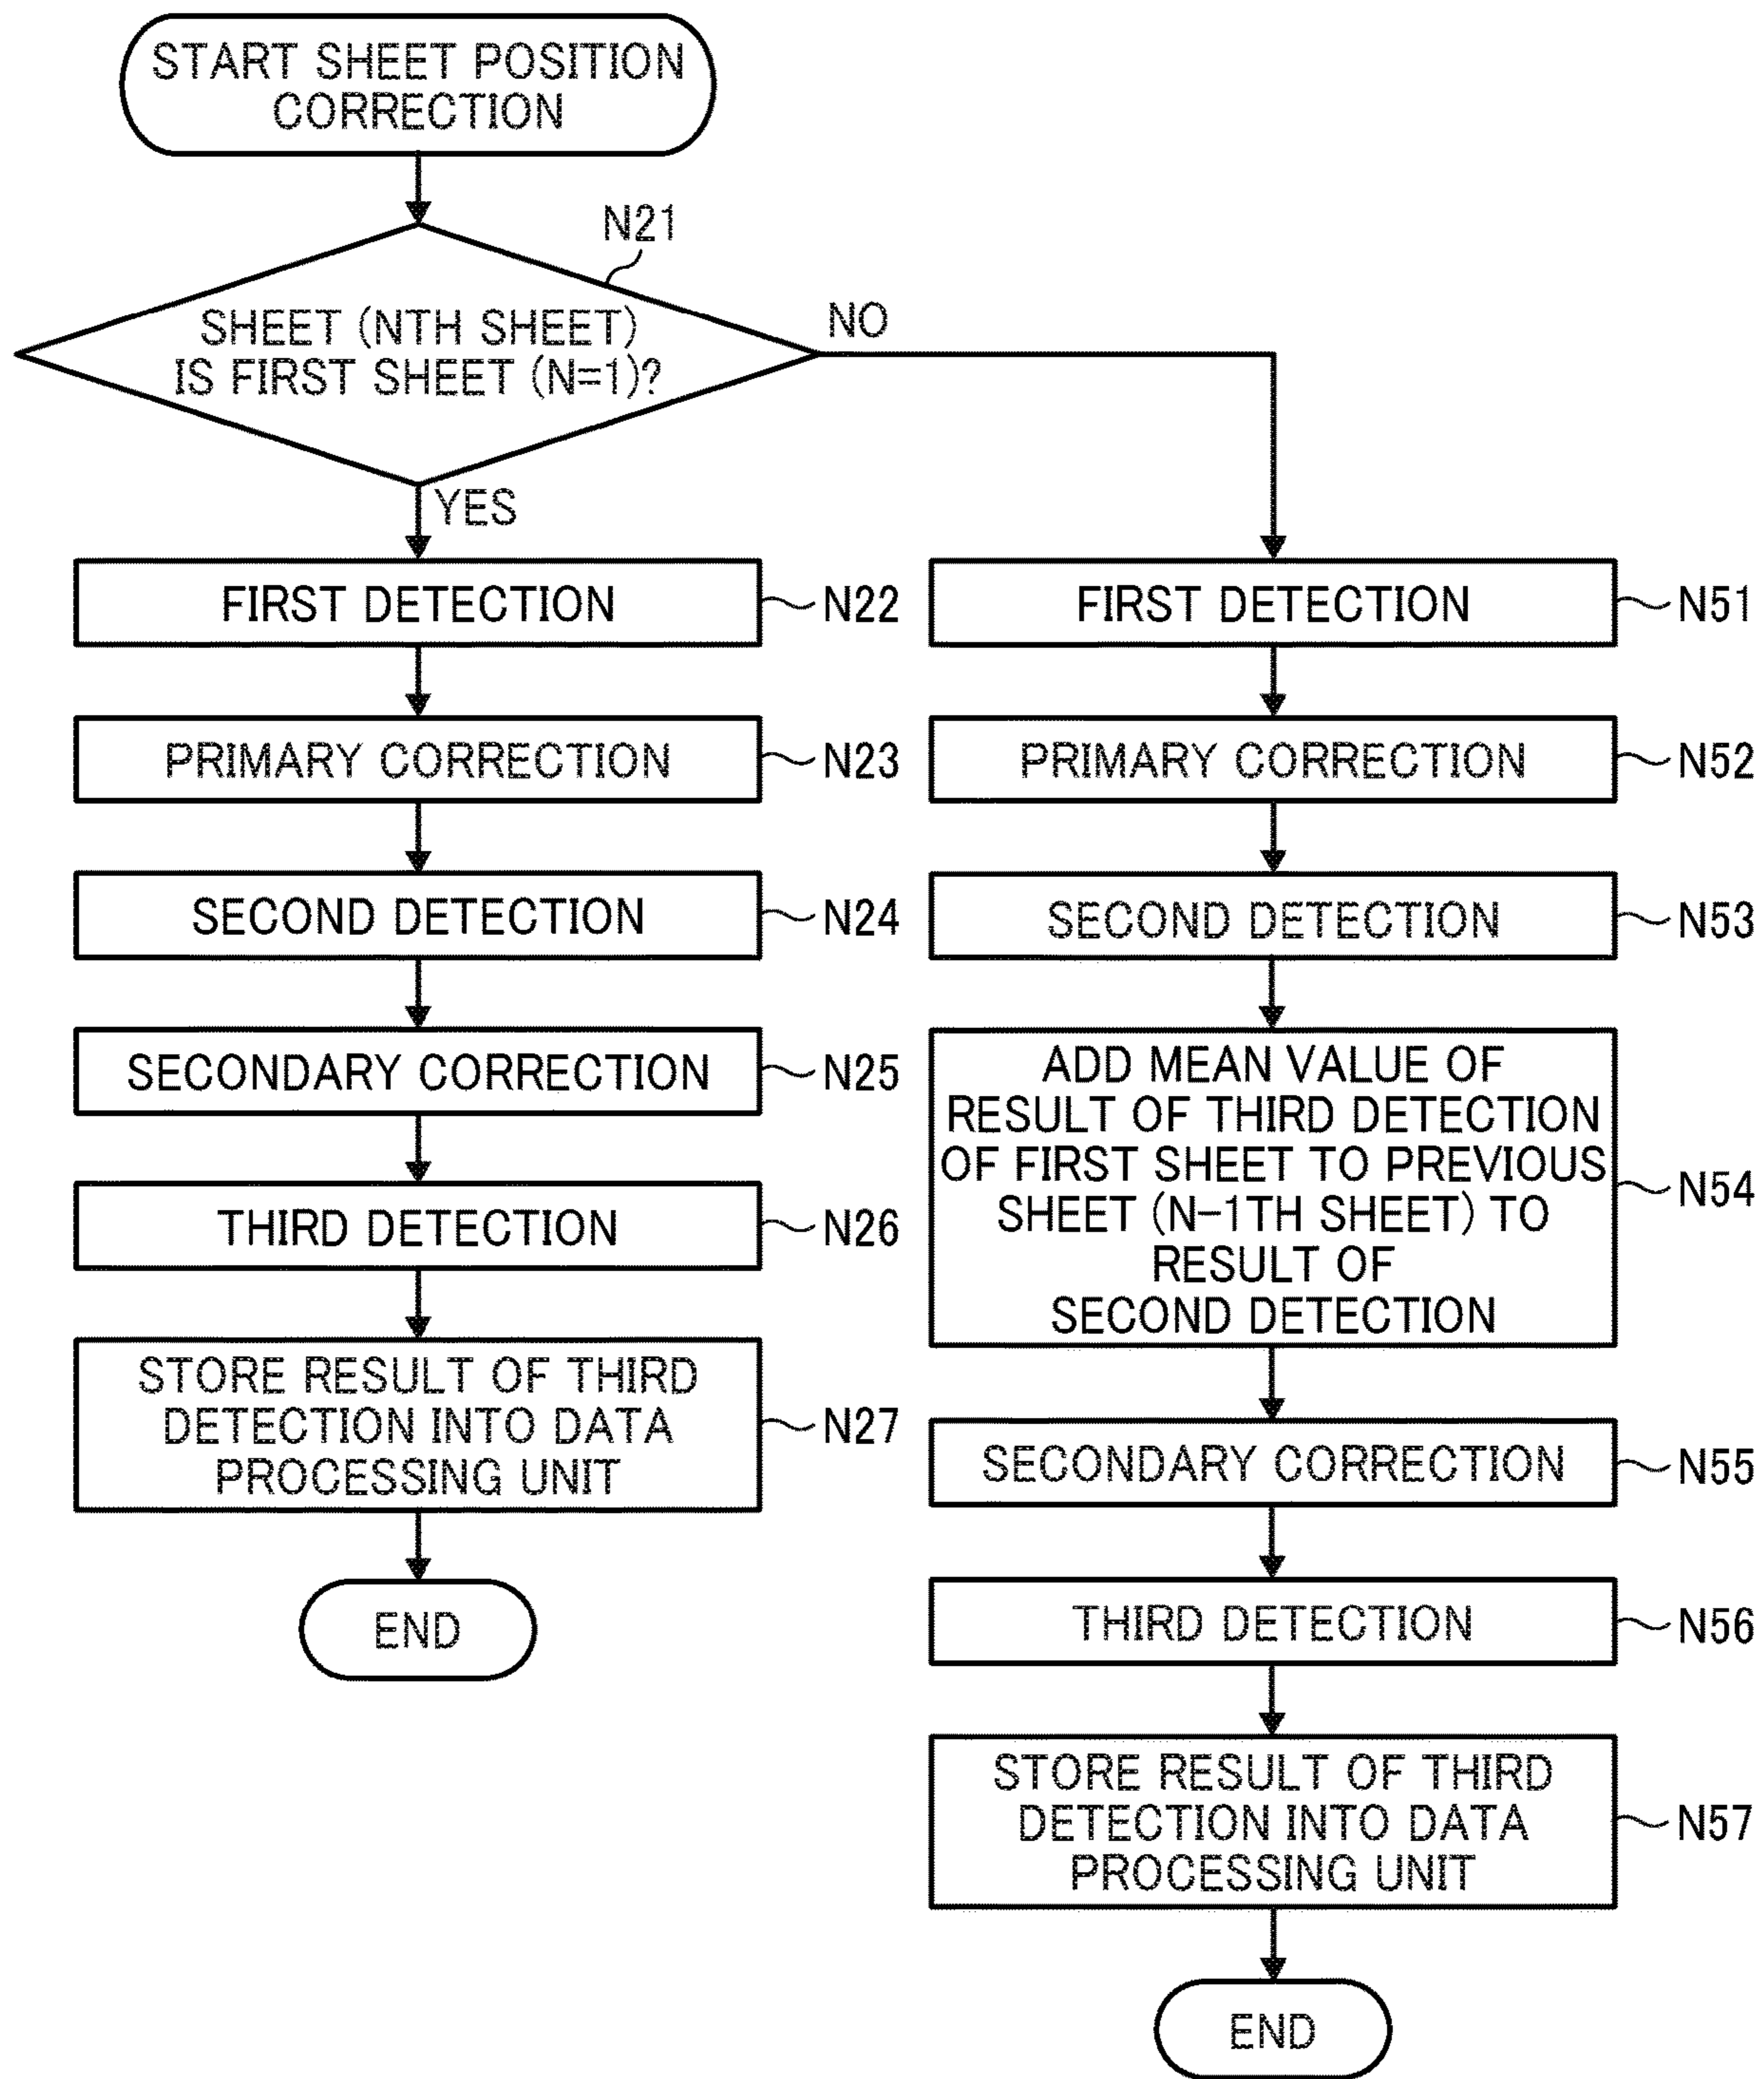 START SHEET POSITION
CORRECTION
N21
SHEET (NTH SHEET)
IS FIRST SHEET (N=1)?
NO
YES
FIRST DETECTION
N22
PRIMARY CORRECTION
N23
SECOND DETECTION
N24
SECONDARY CORRECTION
N25
THIRD DETECTION
N26
STORE RESULT OF THIRD
DETECTION INTO DATA
PROCESSING UNIT
N27
END
FIRST DETECTION
N51
PRIMARY CORRECTION
N52
SECOND DETECTION
N53
ADD MEAN VALUE OF
RESULT OF THIRD DETECTION
OF FIRST SHEET TO PREVIOUS
SHEET (N-1TH SHEET) TO
RESULT OF
SECOND DETECTION
N54
SECONDARY CORRECTION
N55
THIRD DETECTION
N56
STORE RESULT OF THIRD
DETECTION INTO DATA
PROCESSING UNIT
N57
END